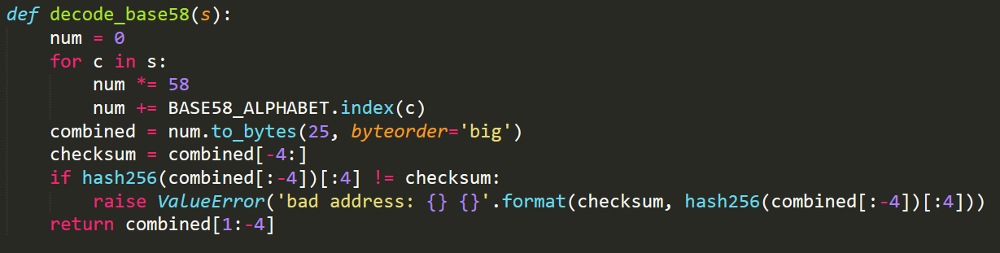 def decode_base58(s):
    num = 0
    for c in s:
        num *= 58
        num += BASE58_ALPHABET.index(c)
    combined = num.to_bytes(25, byteorder='big')
    checksum = combined[-4:]
    if hash256(combined[:-4])[:4] != checksum:
        raise ValueError('bad address: {} {}'.format(checksum, hash256(combined[:-4])[:4]))
    return combined[1:-4]